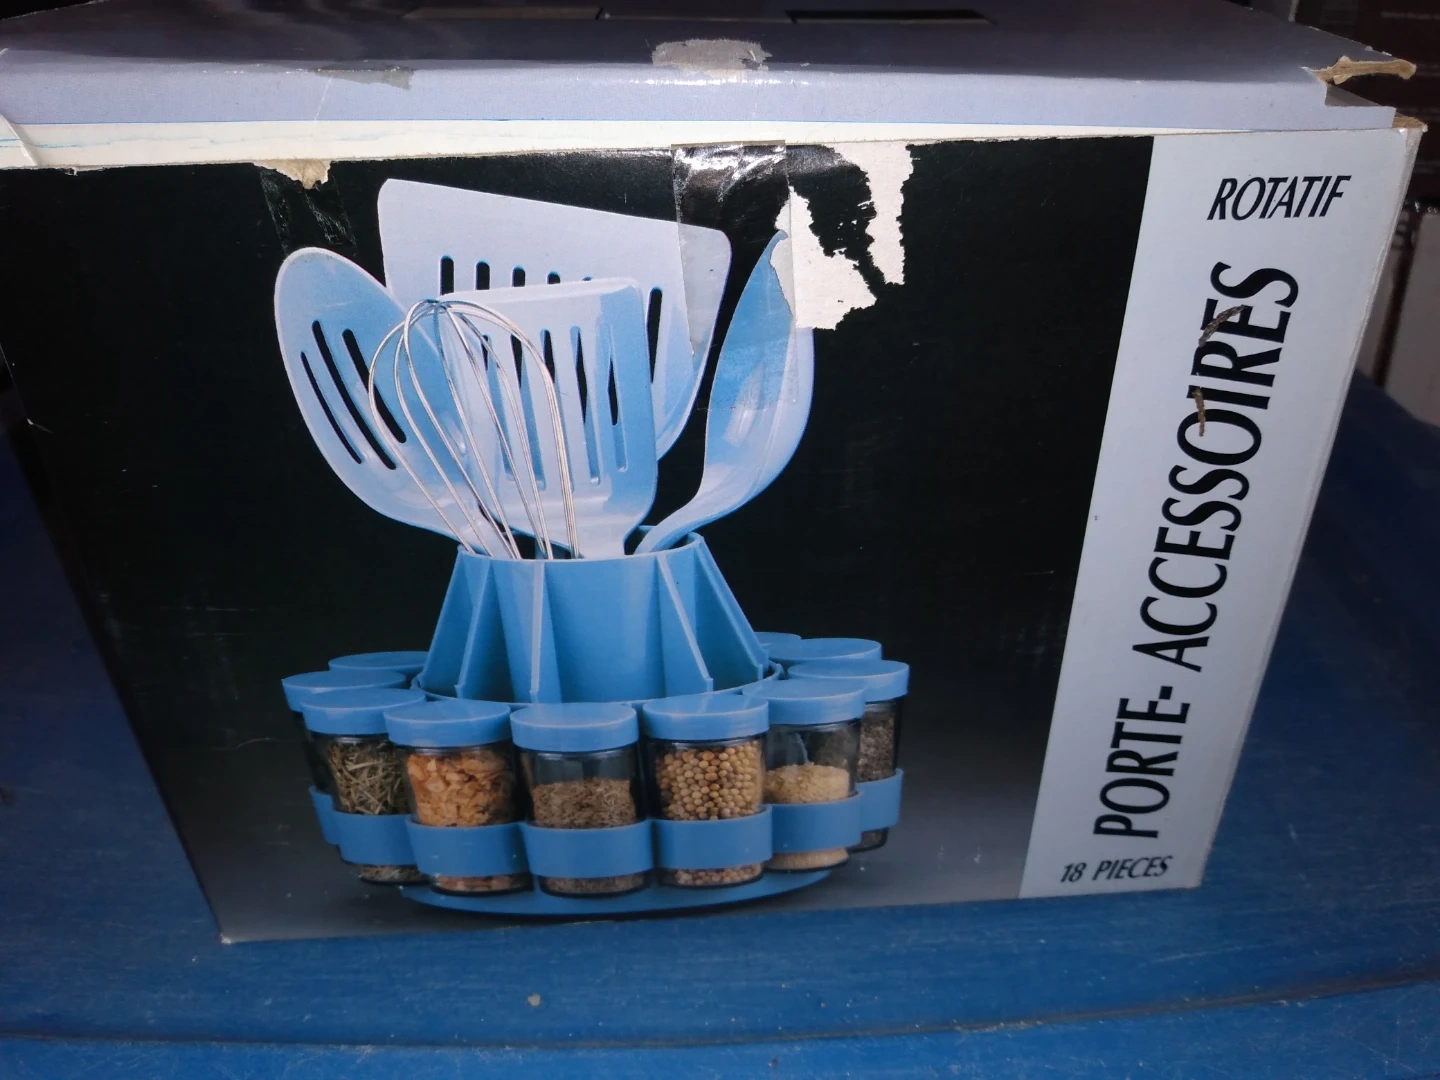 ROTATIF
PORTE-ACCESSOIRES
18 PIECES